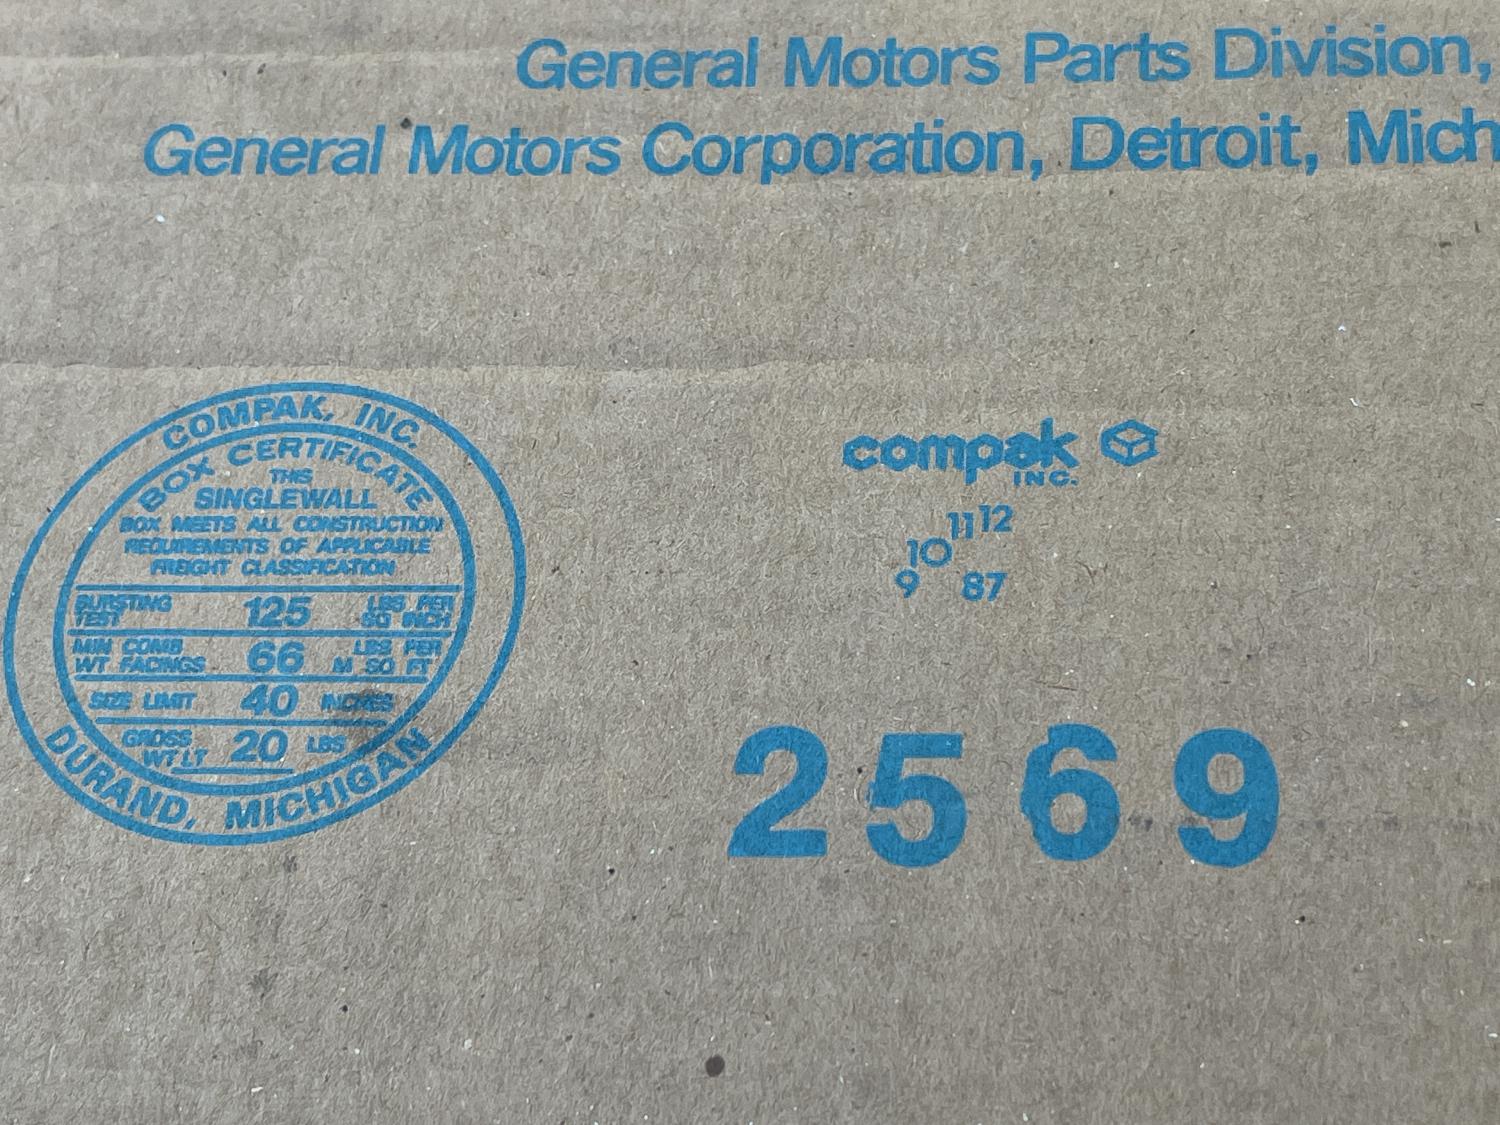 General Motors Parts Division,
General Motors Corporation, Detroit, Mich
COMPAK, INC.
BOX CERTIFICATE
THIS
SINGLEWALL
BOX MEETS ALL CONSTRUCTION
REQUIREMENTS OF APPLICABLE
FREIGHT CLASSIFICATION
BURSTING TEST 125 LBS PER SQ INCH
MIN COMB WT FACINGS 66 LBS PER M SQ FT
SIZE LIMIT 40 INCHES
GROSS WT LT 20 LBS
DURAND, MICHIGAN
compak
INC.
11 12
10
9 87
2569